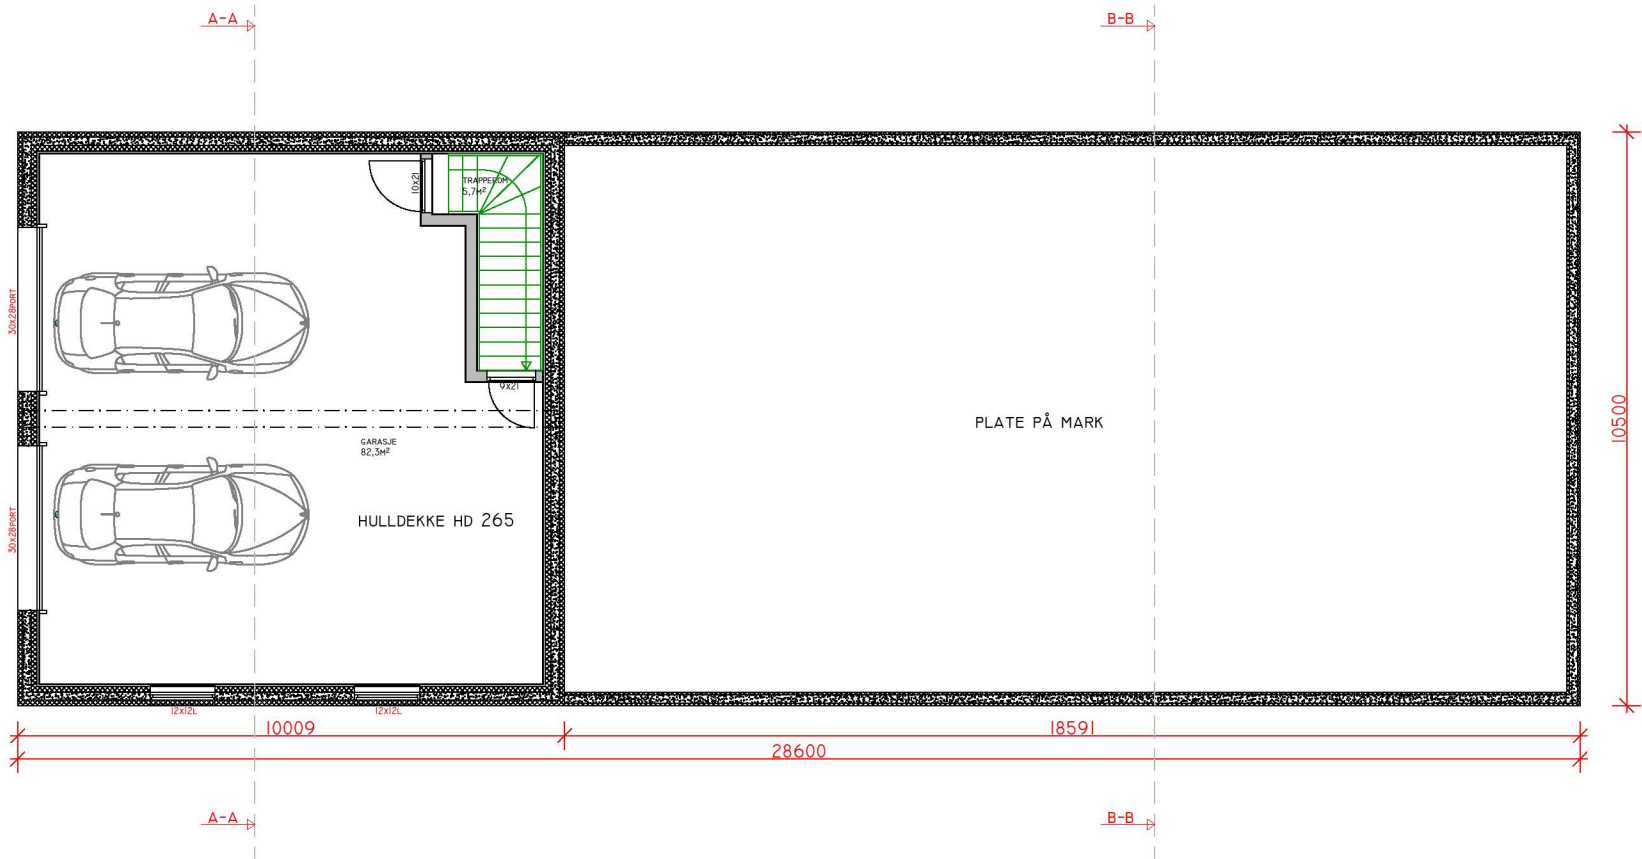 A-A
B-B
10x21
TRAPPEROM
5,7M²
30x28PORT
9x21
GARASJE
82,3M²
PLATE PÅ MARK
10500
HULLDEKKE HD 265
30x28PORT
12x12L
12x12L
10009
18591
28600
A-A
B-B